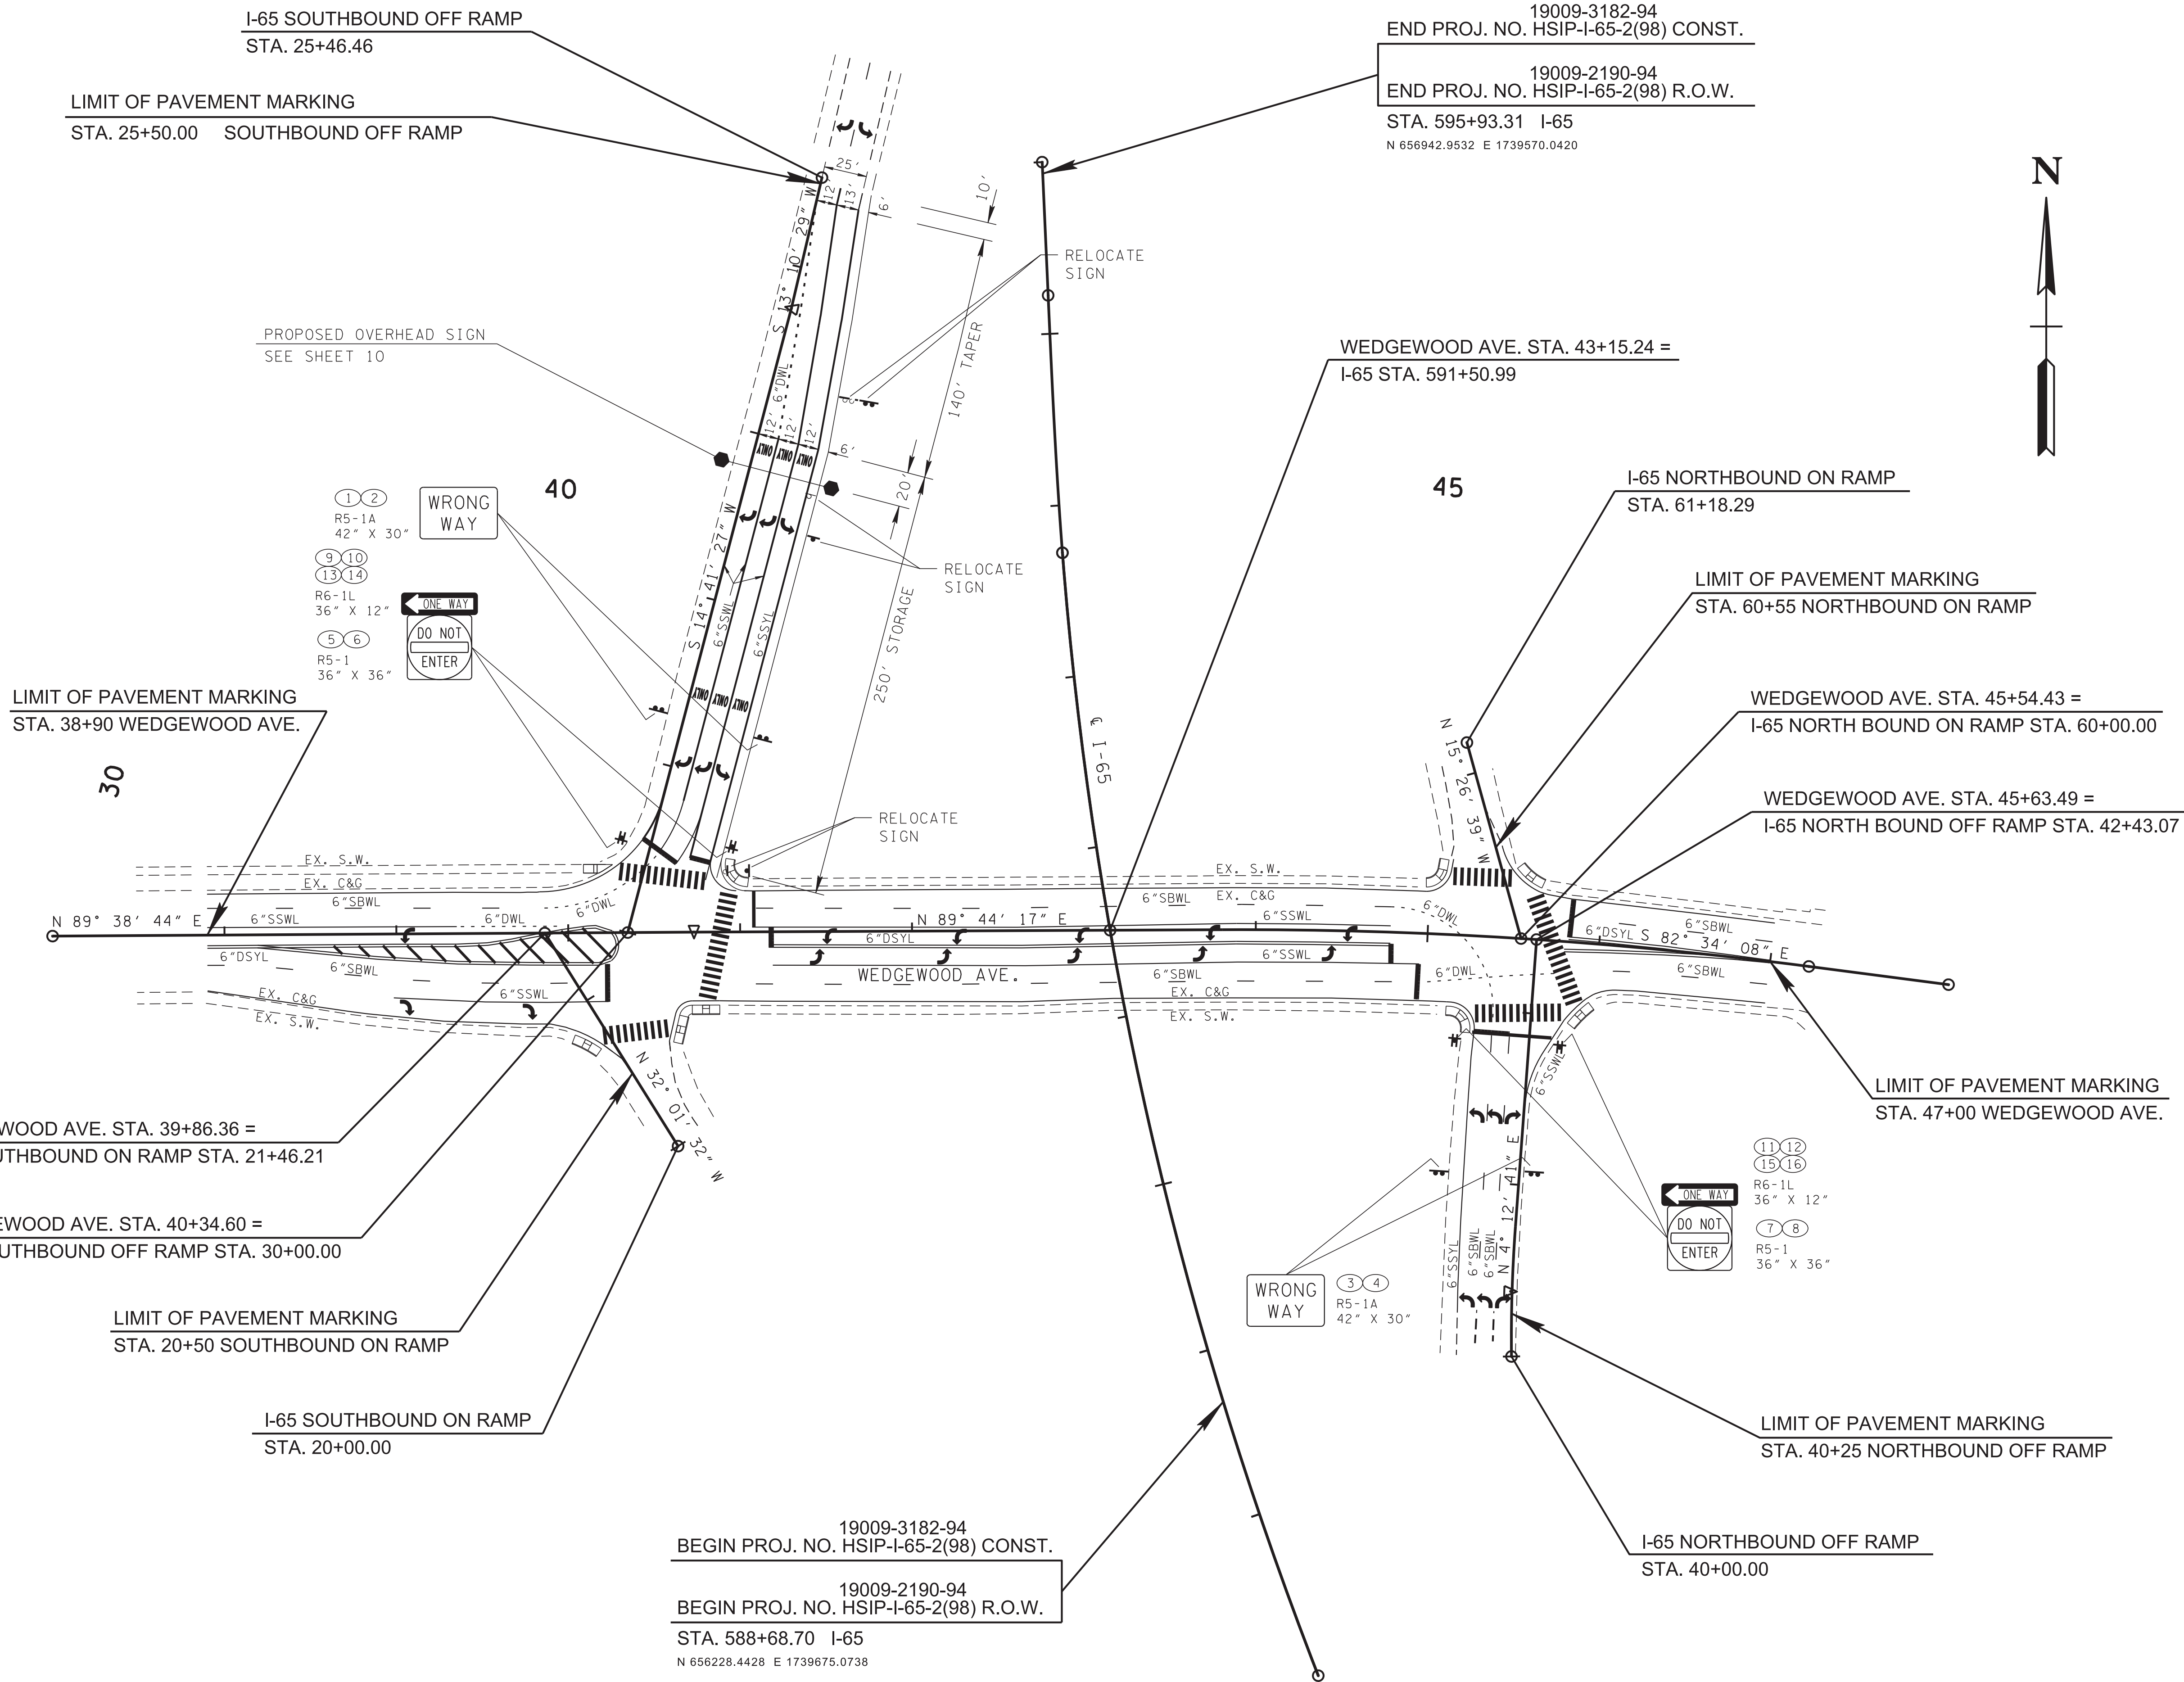 I-65 SOUTHBOUND OFF RAMP
STA. 25+46.46
LIMIT OF PAVEMENT MARKING
STA. 25+50.00 SOUTHBOUND OFF RAMP
19009-3182-94
END PROJ. NO. HSIP-I-65-2(98) CONST.
19009-2190-94
END PROJ. NO. HSIP-I-65-2(98) R.O.W.
STA. 595+93.31 I-65
N 656942.9532 E 1739570.0420
N
25'
12'
13'
6'
10'
S 13° 10' 29" W
RELOCATE
SIGN
PROPOSED OVERHEAD SIGN
SEE SHEET 10
6"DWL
140' TAPER
WEDGEWOOD AVE. STA. 43+15.24 =
I-65 STA. 591+50.99
12'
12'
12'
6'
ONLY
ONLY
ONLY
20'
40
45
I-65 NORTHBOUND ON RAMP
STA. 61+18.29
1 2
R5-1A
42" X 30"
WRONG
WAY
9 10
13 14
R6-1L
36" X 12"
ONE WAY
5 6
R5-1
36" X 36"
DO NOT
ENTER
S 14° 41' 27" W
6"SSWL
6"SSYL
RELOCATE
SIGN
250' STORAGE
LIMIT OF PAVEMENT MARKING
STA. 60+55 NORTHBOUND ON RAMP
LIMIT OF PAVEMENT MARKING
STA. 38+90 WEDGEWOOD AVE.
ONLY
ONLY
ONLY
℄ I-65
N 15° 26' 39" W
WEDGEWOOD AVE. STA. 45+54.43 =
I-65 NORTH BOUND ON RAMP STA. 60+00.00
30
WEDGEWOOD AVE. STA. 45+63.49 =
I-65 NORTH BOUND OFF RAMP STA. 42+43.07
RELOCATE
SIGN
EX. S.W.
EX. C&G
6"SBWL
6"SSWL
6"DWL
6"DWL
N 89° 38' 44" E
EX. S.W.
6"SBWL
EX. C&G
N 89° 44' 17" E
6"SSWL
6"DWL
6"DSYL
6"SSWL
WEDGEWOOD AVE.
6"SBWL
6"DWL
EX. C&G
EX. S.W.
6"SBWL
6"DSYL
S 82° 34' 08" E
6"SBWL
6"DSYL
6"SBWL
6"SSWL
EX. C&G
EX. S.W.
N 32° 01' 32" W
WOOD AVE. STA. 39+86.36 =
UTHBOUND ON RAMP STA. 21+46.21
EWOOD AVE. STA. 40+34.60 =
UTHBOUND OFF RAMP STA. 30+00.00
LIMIT OF PAVEMENT MARKING
STA. 20+50 SOUTHBOUND ON RAMP
I-65 SOUTHBOUND ON RAMP
STA. 20+00.00
6"SSWL
LIMIT OF PAVEMENT MARKING
STA. 47+00 WEDGEWOOD AVE.
11 12
15 16
R6-1L
36" X 12"
ONE WAY
7 8
R5-1
36" X 36"
DO NOT
ENTER
N 4° 12' 41" E
6"SSYL
6"SBWL
6"SBWL
WRONG
WAY
3 4
R5-1A
42" X 30"
LIMIT OF PAVEMENT MARKING
STA. 40+25 NORTHBOUND OFF RAMP
I-65 NORTHBOUND OFF RAMP
STA. 40+00.00
19009-3182-94
BEGIN PROJ. NO. HSIP-I-65-2(98) CONST.
19009-2190-94
BEGIN PROJ. NO. HSIP-I-65-2(98) R.O.W.
STA. 588+68.70 I-65
N 656228.4428 E 1739675.0738